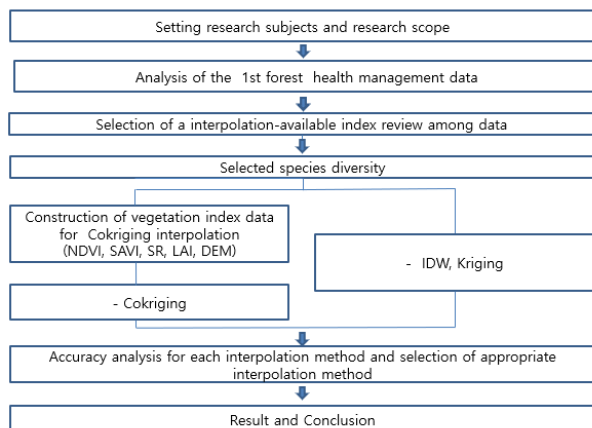 Setting research subjects and research scope
Analysis of the 1st forest health management data
Selection of a interpolation-available index review among data
Selected species diversity
Construction of vegetation index data
for Cokriging interpolation
(NDVI, SAVI, SR, LAI, DEM)
- Cokriging
- IDW, Kriging
Accuracy analysis for each interpolation method and selection of appropriate
interpolation method
Result and Conclusion